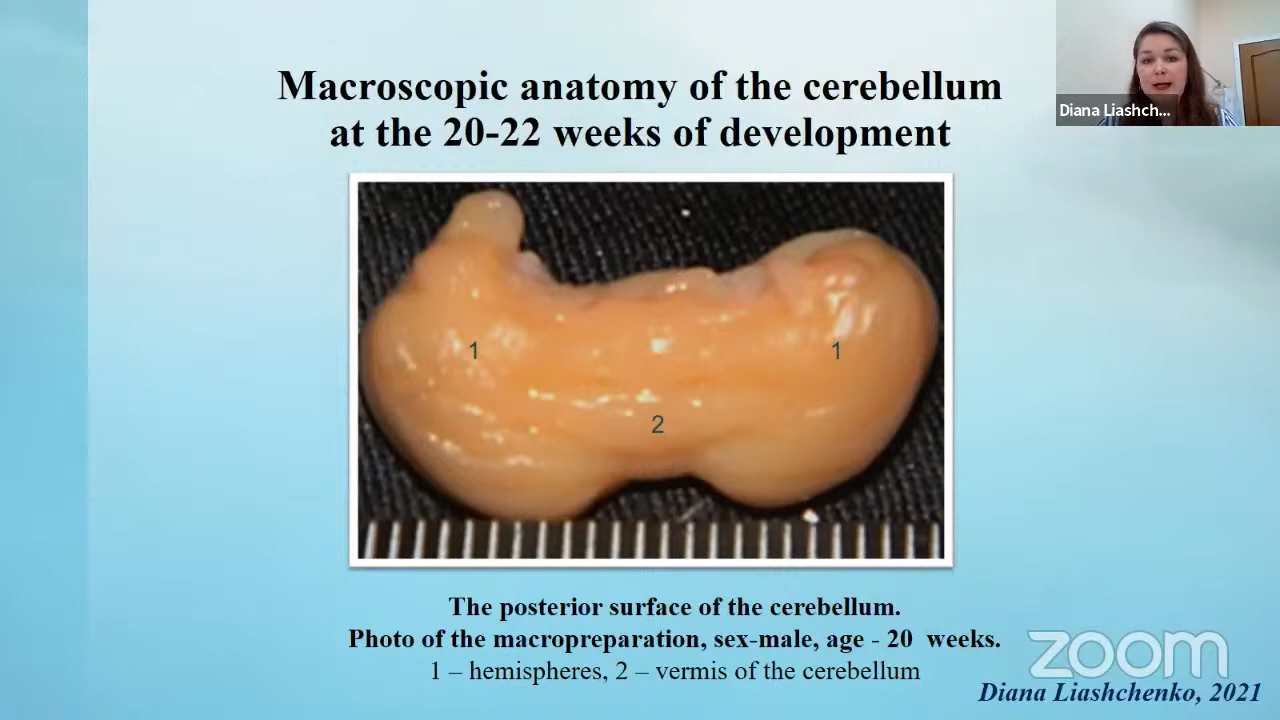 Macroscopic anatomy of the cerebellum
at the 20-22 weeks of development
Diana Liashch...
1
1
2
The posterior surface of the cerebellum.
Photo of the macropreparation, sex-male, age - 20 weeks.
1 – hemispheres, 2 – vermis of the cerebellum
zoom
Diana Liashchenko, 2021